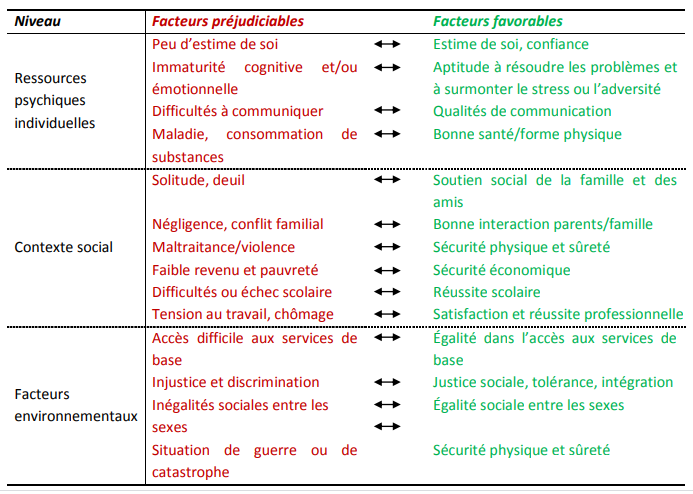 Niveau Facteurs préjudiciables Facteurs favorables
Peu d’estime de soi ↔ Estime de soi, confiance
Ressources psychiques individuelles
Immaturité cognitive et/ou émotionnelle ↔ Aptitude à résoudre les problèmes et à surmonter le stress ou l’adversité
Difficultés à communiquer ↔ Qualités de communication
Maladie, consommation de substances ↔ Bonne santé/forme physique
Contexte social
Solitude, deuil ↔ Soutien social de la famille et des amis
Négligence, conflit familial ↔ Bonne interaction parents/famille
Maltraitance/violence ↔ Sécurité physique et sûreté
Faible revenu et pauvreté ↔ Sécurité économique
Difficultés ou échec scolaire ↔ Réussite scolaire
Tension au travail, chômage ↔ Satisfaction et réussite professionnelle
Facteurs environnementaux
Accès difficile aux services de base ↔ Égalité dans l’accès aux services de base
Injustice et discrimination ↔ Justice sociale, tolérance, intégration
Inégalités sociales entre les sexes ↔ Égalité sociale entre les sexes
↔
Situation de guerre ou de catastrophe Sécurité physique et sûreté